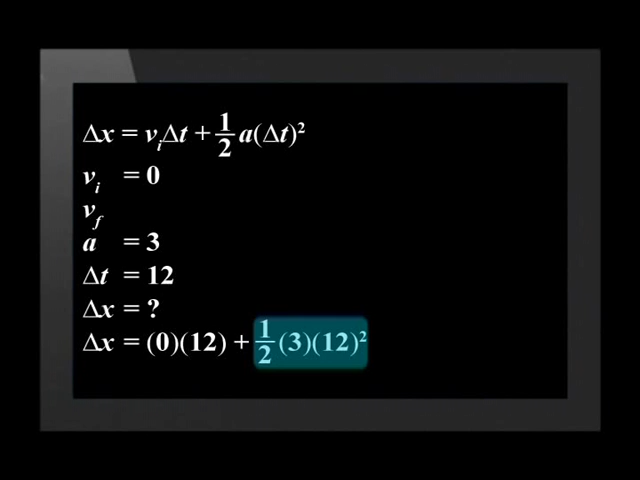 Δx = vᵢΔt + 1/2 a(Δt)²
vᵢ = 0
v_f
a = 3
Δt = 12
Δx = ?
Δx = (0)(12) + 1/2 (3)(12)²